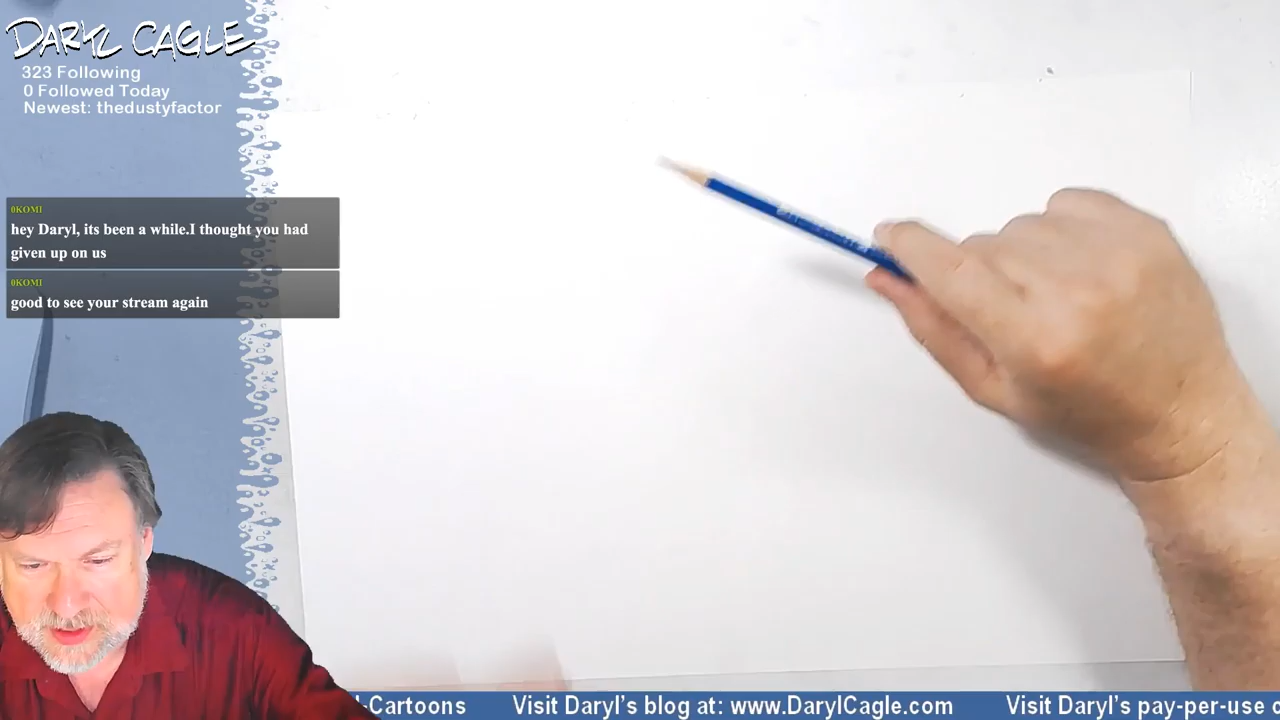 DARYL CAGLE
323 Following
0 Followed Today
Newest: thedustyfactor
0KOMI
hey Daryl, its been a while.I thought you had
given up on us
0KOMI
good to see your stream again
-Cartoons Visit Daryl's blog at: www.DarylCagle.com Visit Daryl's pay-per-use